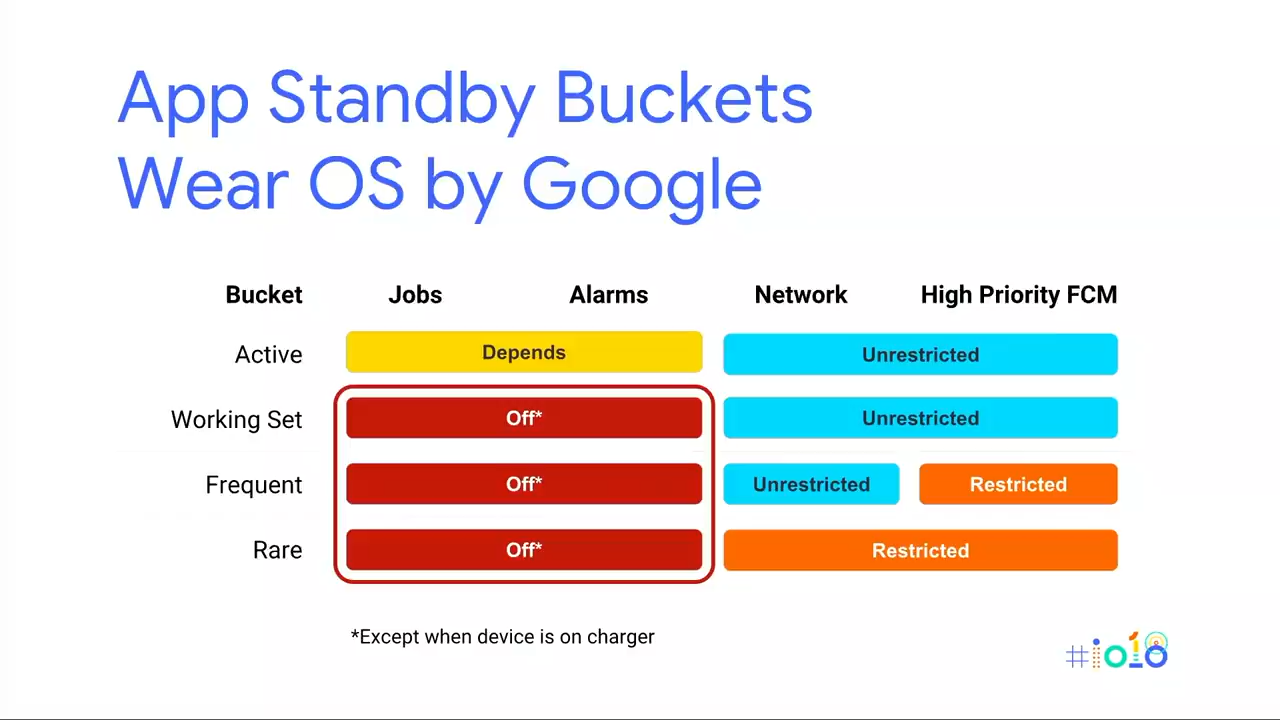 App Standby Buckets
Wear OS by Google
Bucket Jobs Alarms Network High Priority FCM
Active Depends Unrestricted
Working Set Off* Unrestricted
Frequent Off* Unrestricted Restricted
Rare Off* Restricted
*Except when device is on charger
#io18